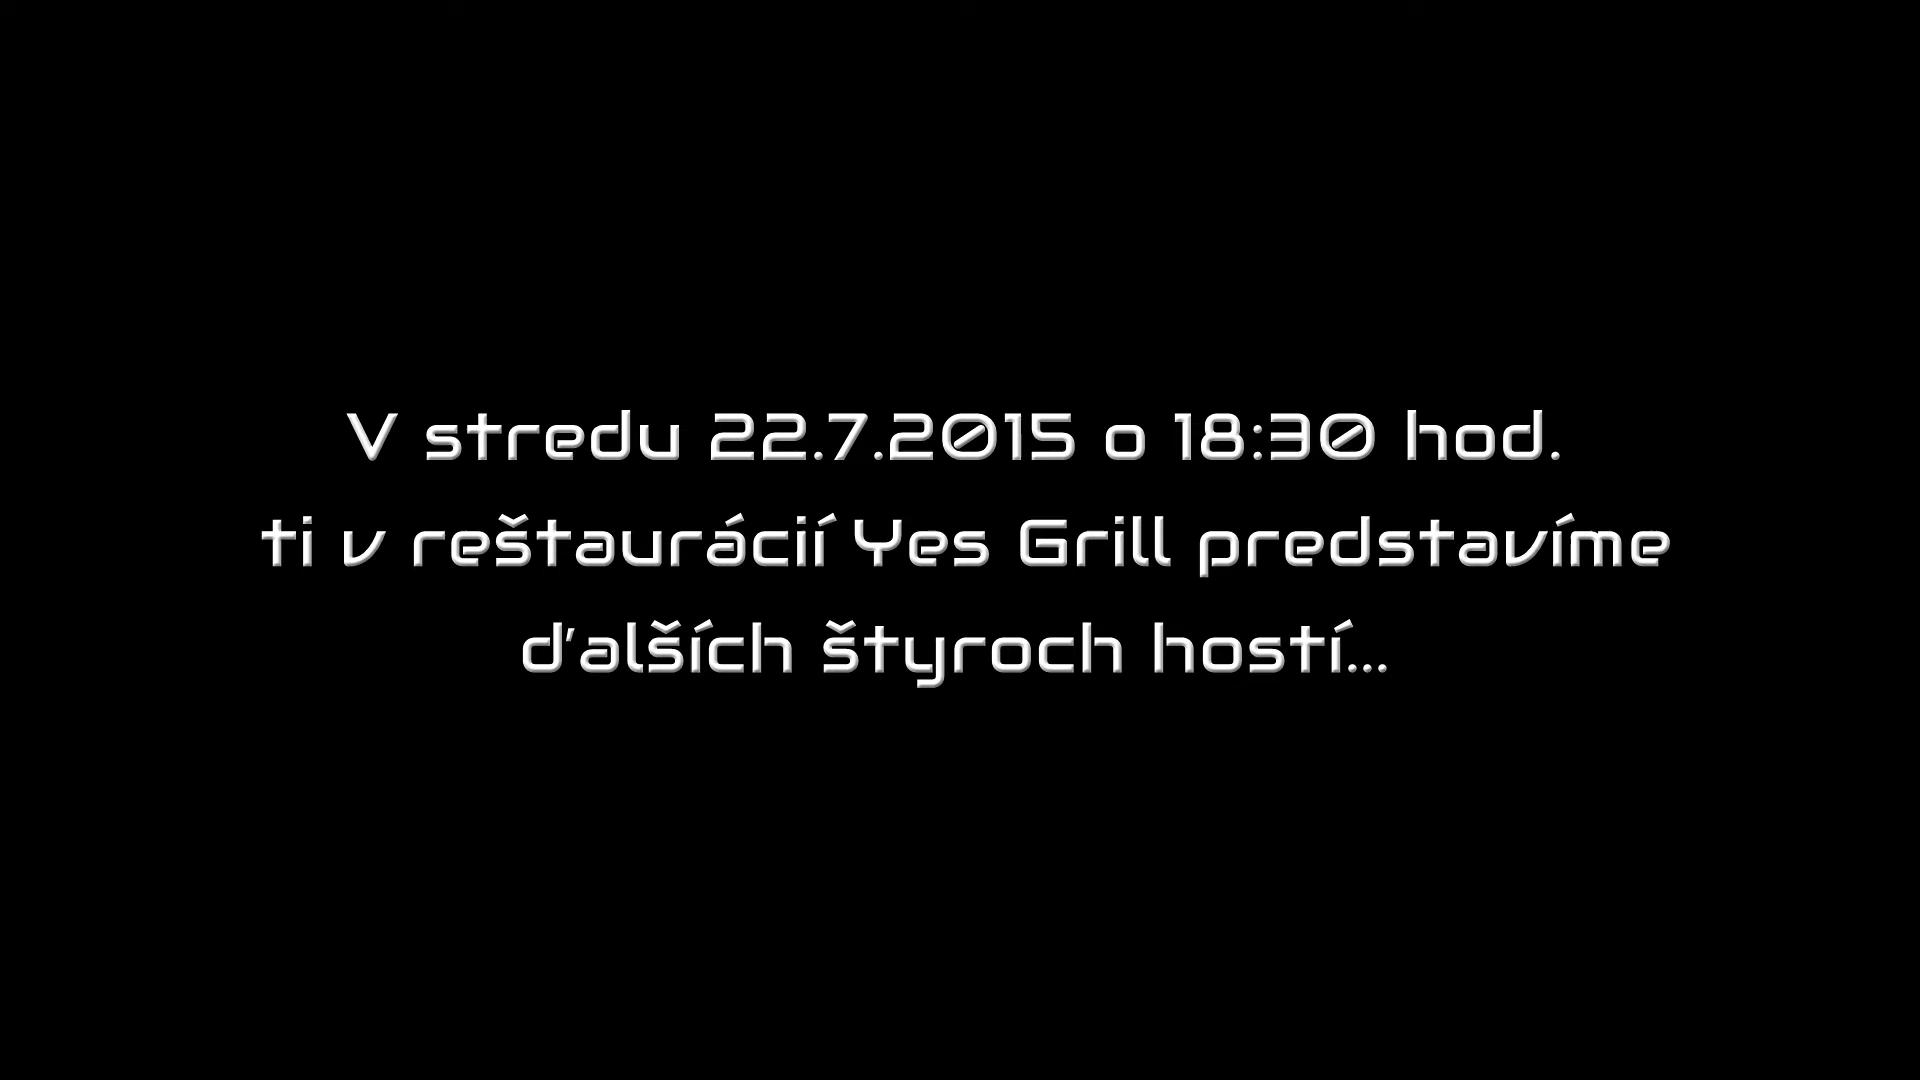 V stredu 22.7.2015 o 18:30 hod.
ti v reštaurácií Yes Grill predstavíme
ďalších štyroch hostí...